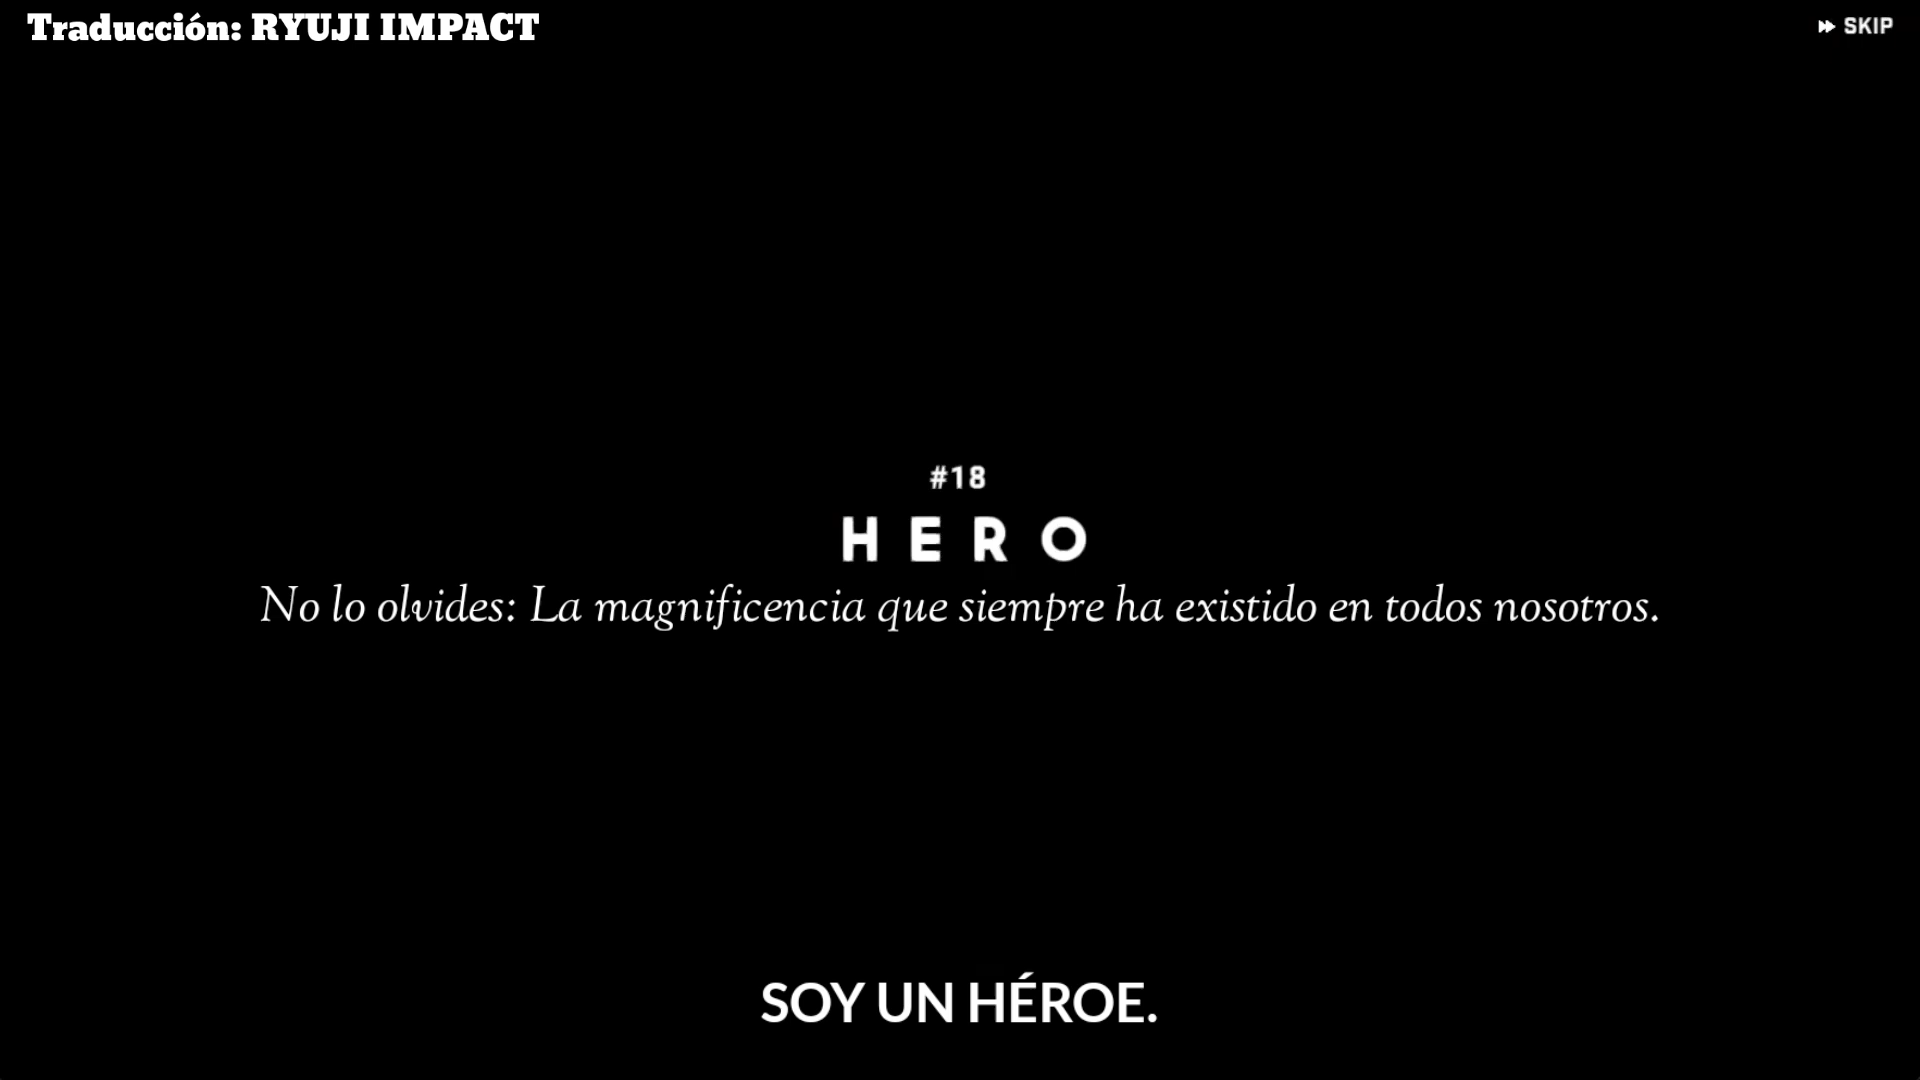 Traducción: RYUJI IMPACT
SKIP
#18
HERO
No lo olvides: La magnificencia que siempre ha existido en todos nosotros.
SOY UN HÉROE.